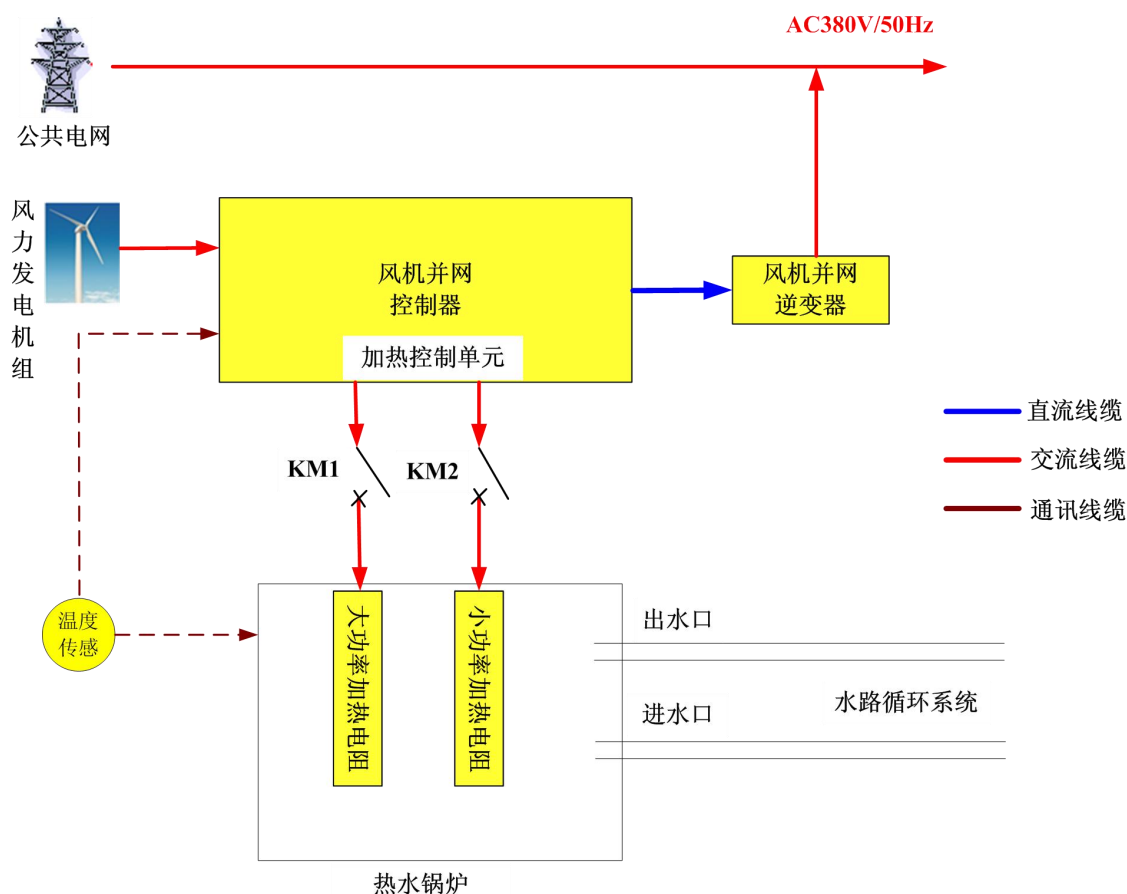 AC380V/50Hz
公共电网
风力发电机组
风机并网
控制器
加热控制单元
风机并网
逆变器
直流线缆
交流线缆
通讯线缆
KM1
KM2
温度
传感
大功率加热电阻
小功率加热电阻
出水口
进水口
水路循环系统
热水锅炉